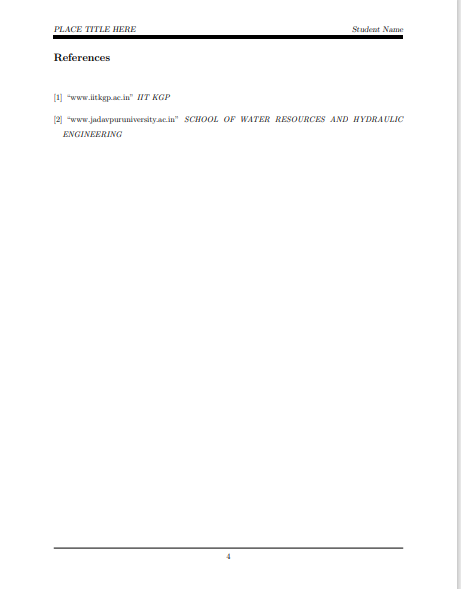 PLACE TITLE HERE Student Name
References
[1] “www.iitkgp.ac.in” IIT KGP
[2] “www.jadavpuruniversity.ac.in” SCHOOL OF WATER RESOURCES AND HYDRAULIC
ENGINEERING
4